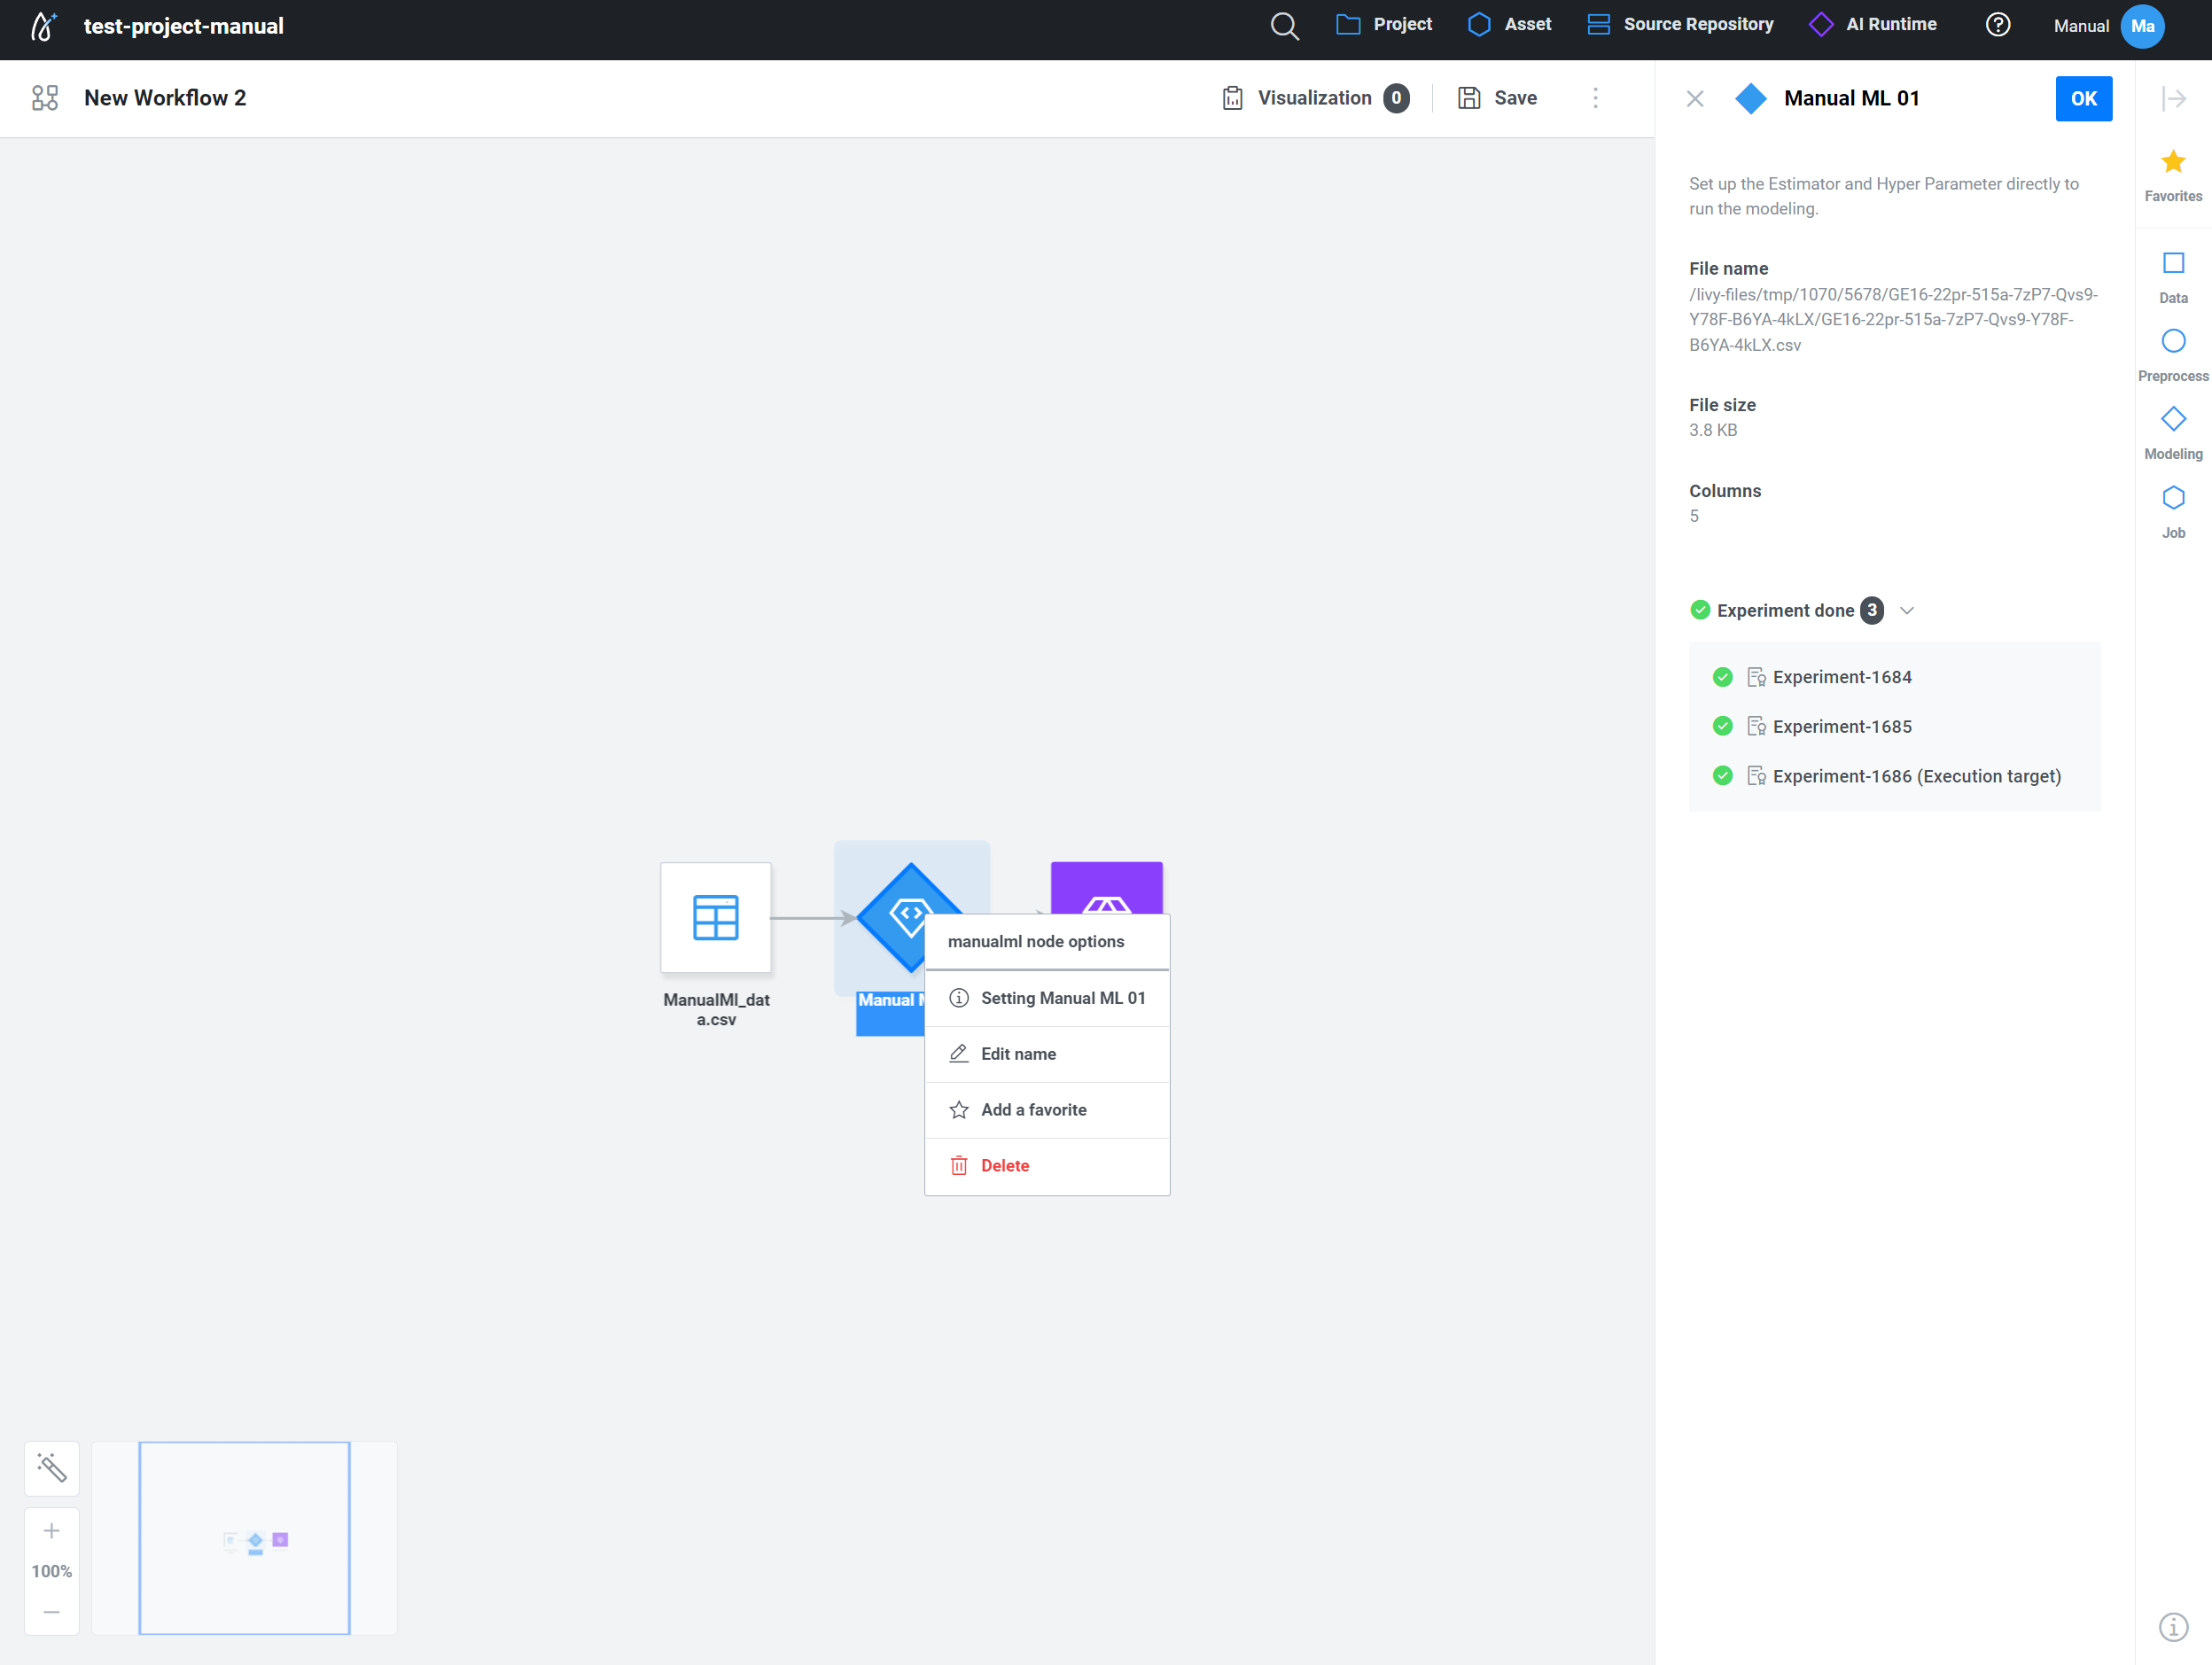 test-project-manual
Project
Asset
Source Repository
AI Runtime
Manual
Ma
New Workflow 2
Visualization 0
Save
Manual ML 01
OK
Set up the Estimator and Hyper Parameter directly to
run the modeling.
File name
/livy-files/tmp/1070/5678/GE16-22pr-515a-7zP7-Qvs9-
Y78F-B6YA-4kLX/GE16-22pr-515a-7zP7-Qvs9-Y78F-
B6YA-4kLX.csv
File size
3.8 KB
Columns
5
Experiment done 3
Experiment-1684
Experiment-1685
Experiment-1686 (Execution target)
Favorites
Data
Preprocess
Modeling
Job
ManualMl_dat
a.csv
Manual
manualml node options
Setting Manual ML 01
Edit name
Add a favorite
Delete
100%